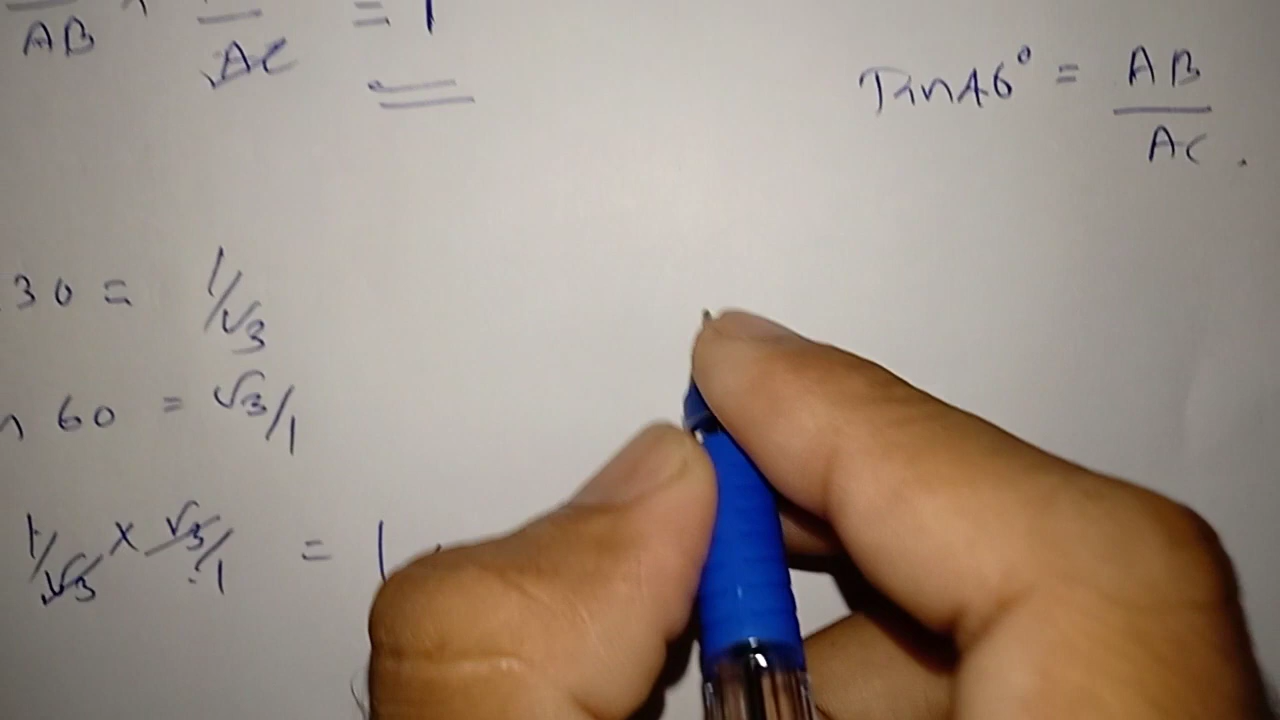 AB × AC = 1
Tan46° = AB/AC.
30 = 1/√3
n 60 = √3/1
1/√3 × √3/1 = 1